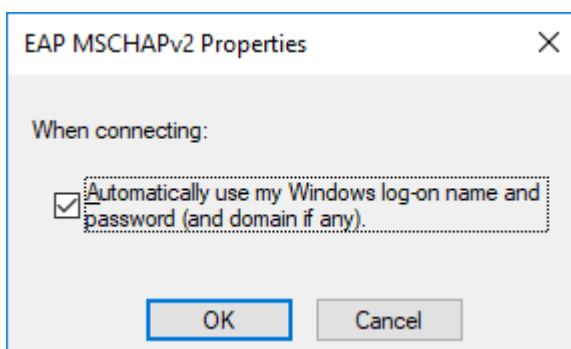 EAP MSCHAPv2 Properties
When connecting:
Automatically use my Windows log-on name and
password (and domain if any).
OK
Cancel